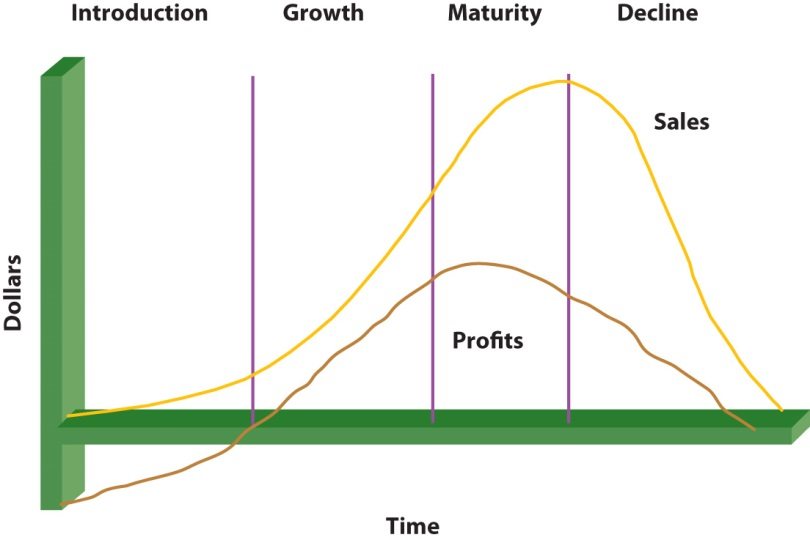 Introduction
Growth
Maturity
Decline
Sales
Dollars
Profits
Time